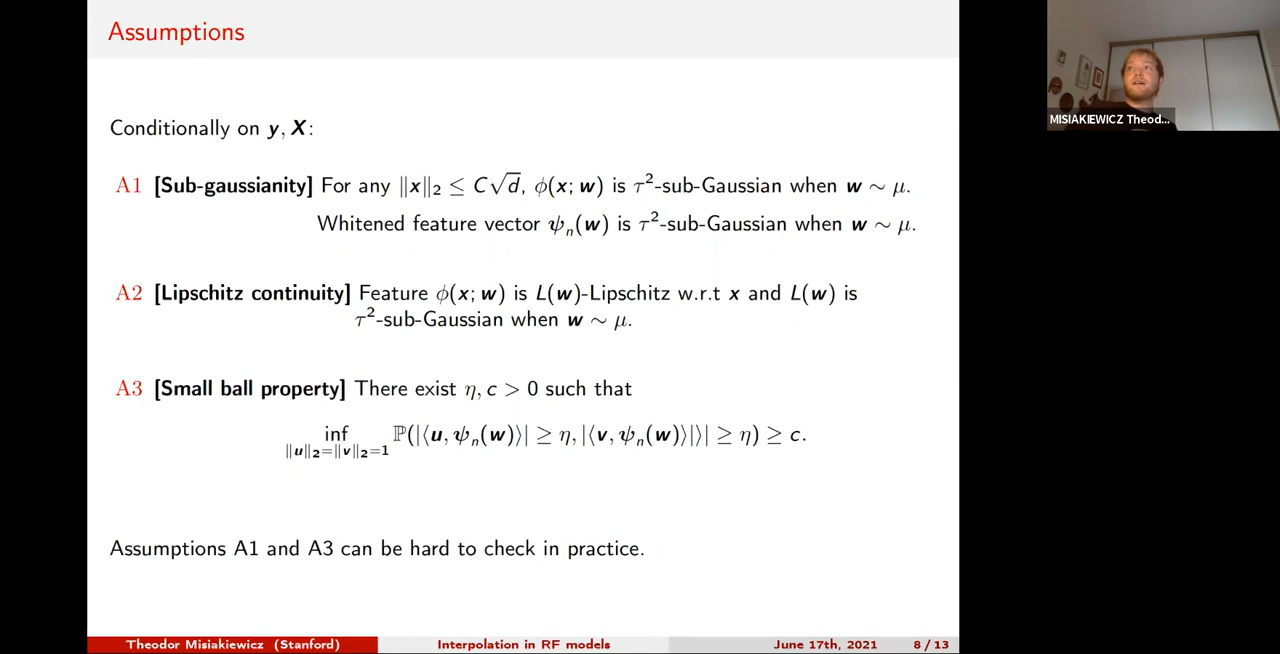 Assumptions
MISIAKIEWICZ Theod...
Conditionally on y, X:
A1 [Sub-gaussianity] For any ‖x‖₂ ≤ C√d, ϕ(x; w) is τ²-sub-Gaussian when w ∼ μ.
Whitened feature vector ψₙ(w) is τ²-sub-Gaussian when w ∼ μ.
A2 [Lipschitz continuity] Feature ϕ(x; w) is L(w)-Lipschitz w.r.t x and L(w) is
τ²-sub-Gaussian when w ∼ μ.
A3 [Small ball property] There exist η, c > 0 such that
inf ℙ(|⟨u, ψₙ(w)⟩| ≥ η, |⟨v, ψₙ(w)⟩|⟩| ≥ η) ≥ c.
‖u‖₂=‖v‖₂=1
Assumptions A1 and A3 can be hard to check in practice.
Theodor Misiakiewicz (Stanford) Interpolation in RF models June 17th, 2021 8 / 13